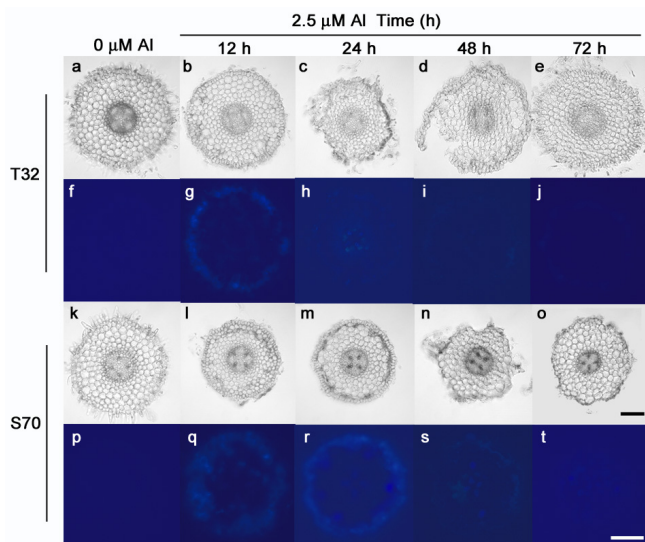 2.5 μM Al Time (h)
0 μM Al 12 h 24 h 48 h 72 h
a b c d e
T32
f g h i j
k l m n o
S70
p q r s t